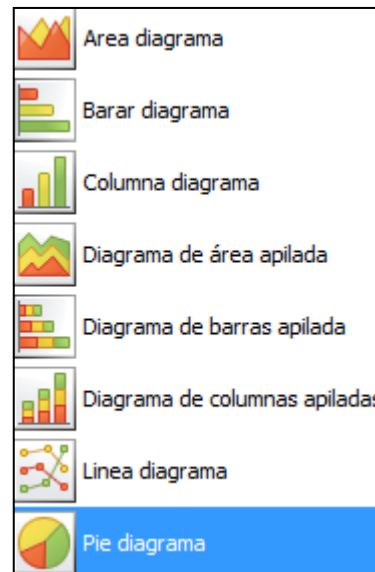 Area diagrama
Barar diagrama
Columna diagrama
Diagrama de área apilada
Diagrama de barras apilada
Diagrama de columnas apiladas
Linea diagrama
Pie diagrama